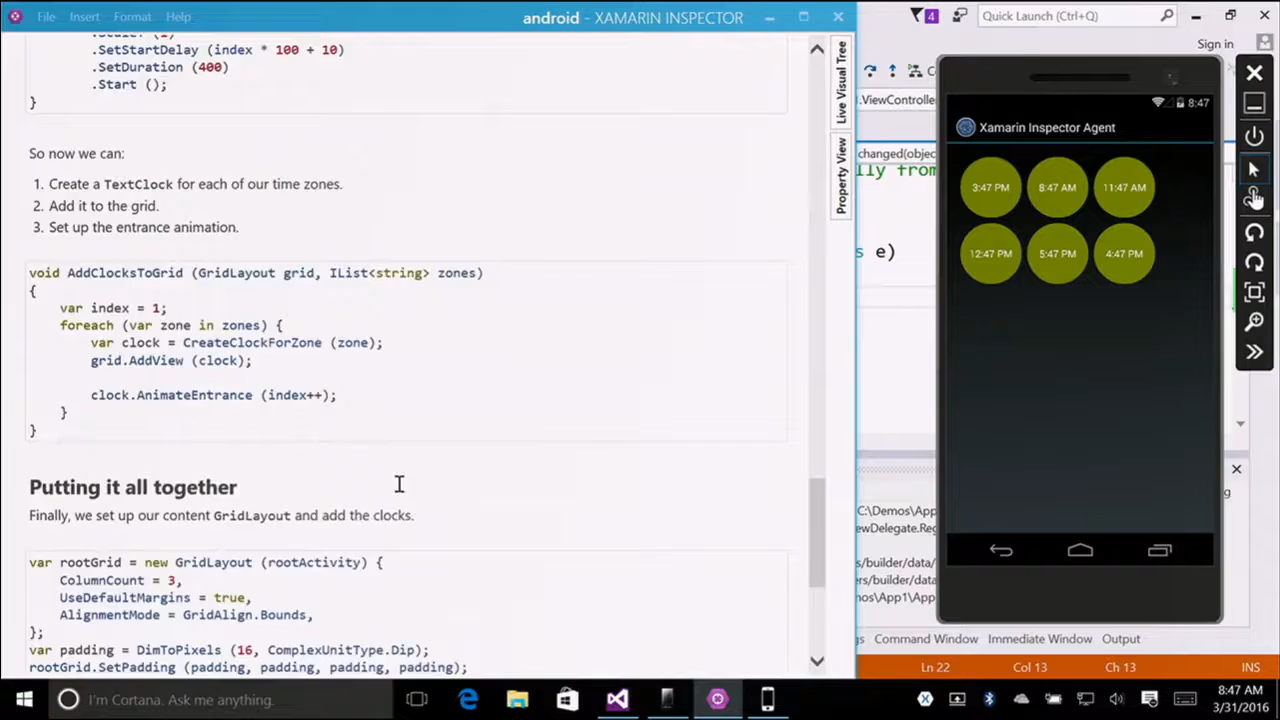 File Insert Format Help
android - XAMARIN INSPECTOR
Quick Launch (Ctrl+Q)
4
Sign in
.SetStartDelay (index * 100 + 10)
.SetDuration (400)
.Start ();
}
So now we can:
1. Create a TextClock for each of our time zones.
2. Add it to the grid.
3. Set up the entrance animation.
void AddClocksToGrid (GridLayout grid, IList<string> zones)
{
var index = 1;
foreach (var zone in zones) {
var clock = CreateClockForZone (zone);
grid.AddView (clock);
clock.AnimateEntrance (index++);
}
}
Putting it all together
Finally, we set up our content GridLayout and add the clocks.
var rootGrid = new GridLayout (rootActivity) {
ColumnCount = 3,
UseDefaultMargins = true,
AlignmentMode = GridAlign.Bounds,
};
var padding = DimToPixels (16, ComplexUnitType.Dip);
rootGrid.SetPadding (padding, padding, padding, padding);
Live Visual Tree
Property View
.ViewController
changed(objec
lly from
s e)
C:\Demos\App
ewDelegate.Reg
ers/builder/data/
ers/builder/data/
mos\App1\App
8:47
Xamarin Inspector Agent
3:47 PM 8:47 AM 11:47 AM
12:47 PM 5:47 PM 4:47 PM
Command Window Immediate Window Output
Ln 22 Col 13 Ch 13 INS
I'm Cortana. Ask me anything.
8:47 AM
3/31/2016